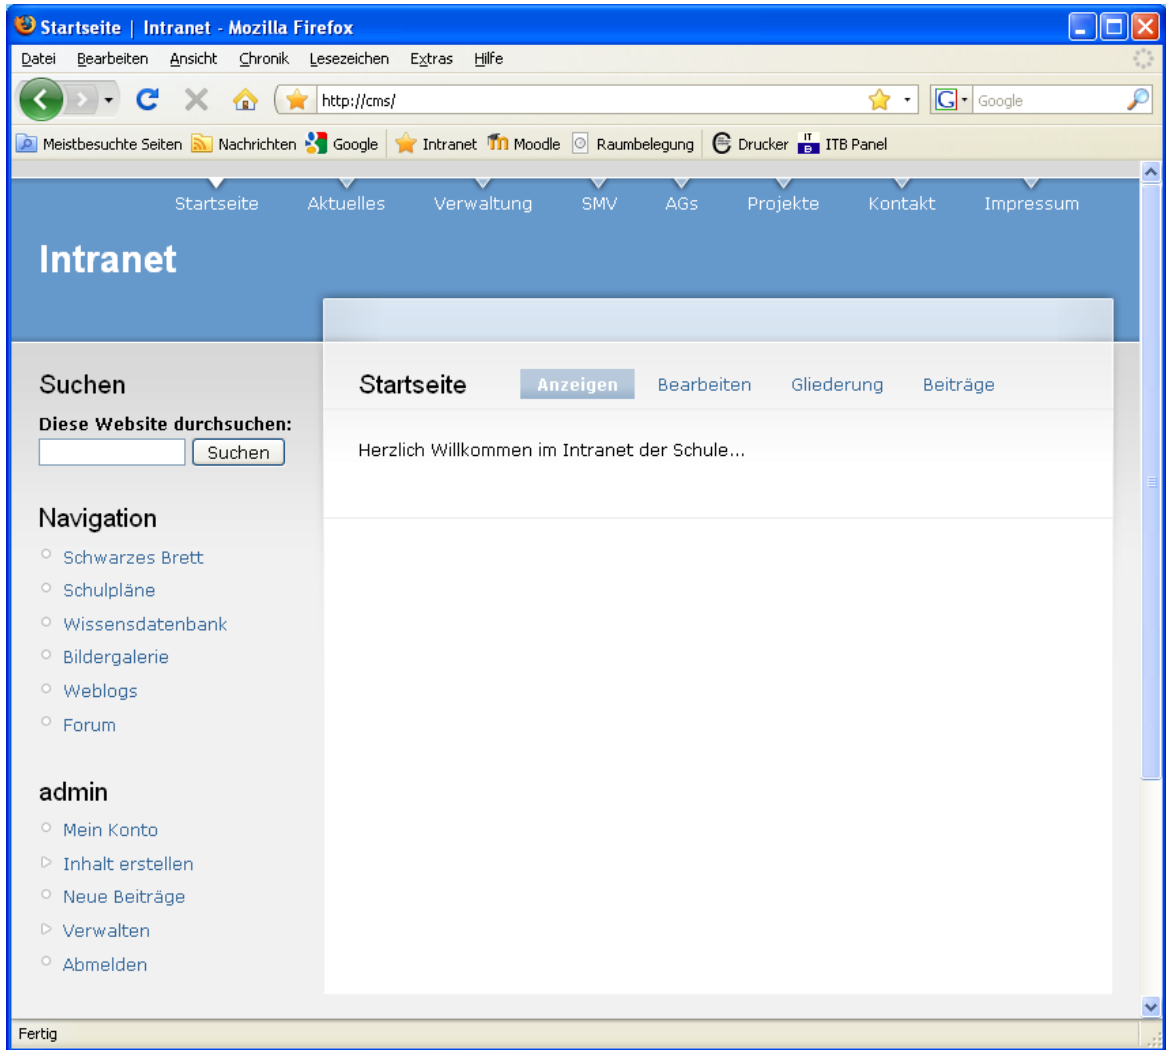 Startseite | Intranet - Mozilla Firefox
Datei Bearbeiten Ansicht Chronik Lesezeichen Extras Hilfe
http://cms/ G Google
Meistbesuchte Seiten Nachrichten Google Intranet Moodle Raumbelegung Drucker ITB ITB Panel
Startseite Aktuelles Verwaltung SMV AGs Projekte Kontakt Impressum
Intranet
Suchen
Diese Website durchsuchen:
Suchen
Navigation
Schwarzes Brett
Schulpläne
Wissensdatenbank
Bildergalerie
Weblogs
Forum
admin
Mein Konto
Inhalt erstellen
Neue Beiträge
Verwalten
Abmelden
Startseite Anzeigen Bearbeiten Gliederung Beiträge
Herzlich Willkommen im Intranet der Schule...
Fertig